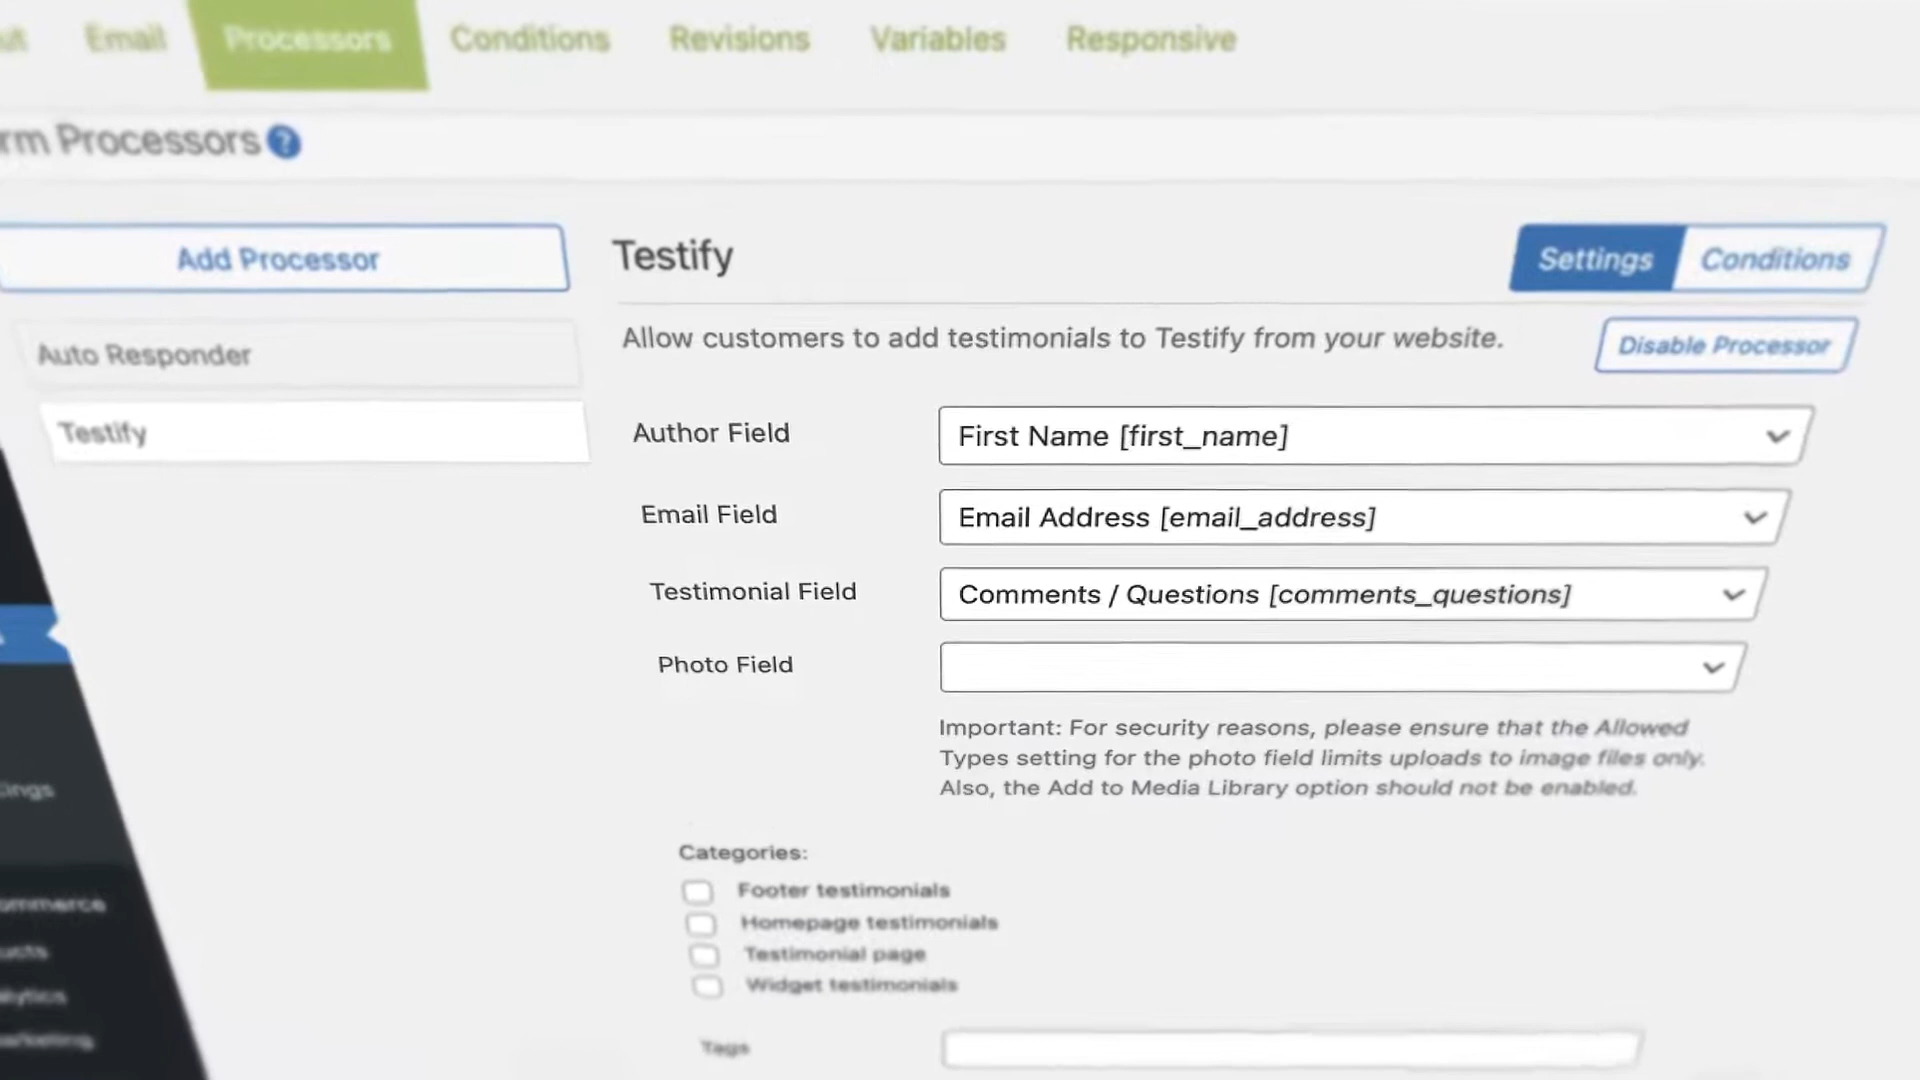 Email Processors Conditions Revisions Variables Responsive
Processors
Add Processor
Auto Responder
Testify
Testify
Settings Conditions
Allow customers to add testimonials to Testify from your website.
Disable Processor
Author Field First Name [first_name]
Email Field Email Address [email_address]
Testimonial Field Comments / Questions [comments_questions]
Photo Field
Important: For security reasons, please ensure that the Allowed
Types setting for the photo field limits uploads to image files only.
Also, the Add to Media Library option should not be enabled.
Categories:
Footer testimonials
Homepage testimonials
Testimonial page
Widget testimonials
Tags